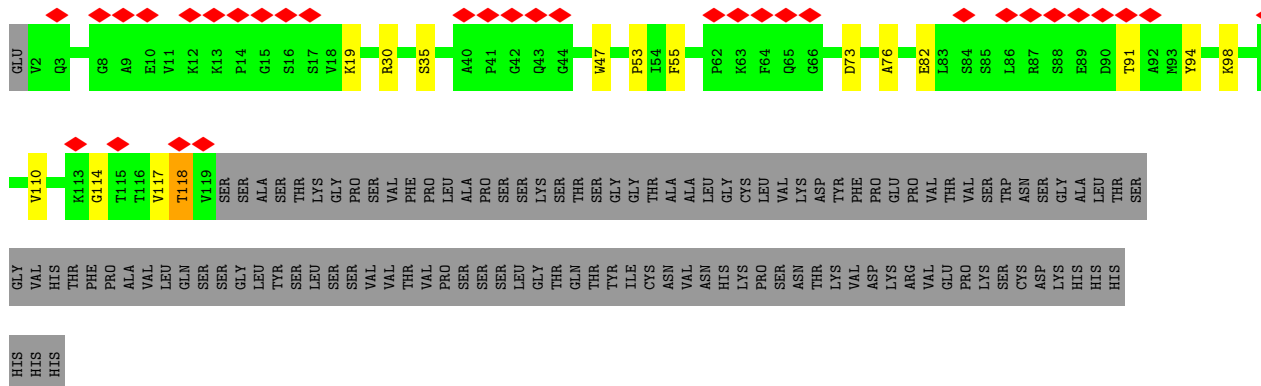 GLU V2 Q3 G8 A9 E10 V11 K12 K13 P14 G15 S16 S17 V18 K19 R30 S35 A40 P41 G42 Q43 G44 W47 P53 I54 F55 P62 K63 F64 Q65 G66 D73 A76 E82 L83 S84 S85 L86 R87 S88 E89 D90 T91 A92 M93 Y94 K98
V110 K113 G114 T115 T116 V117 T118 V119 SER SER ALA SER THR LYS GLY PRO SER VAL PHE PRO LEU ALA PRO SER SER LYS SER THR SER GLY GLY THR ALA ALA LEU GLY CYS LEU VAL LYS ASP TYR PHE PRO GLU PRO VAL THR VAL SER TRP ASN SER GLY ALA LEU THR SER
GLY VAL HIS THR PHE PRO ALA VAL LEU GLN SER SER GLY LEU TYR SER LEU SER SER VAL VAL THR VAL PRO SER SER SER LEU GLY THR GLN THR TYR ILE CYS ASN VAL ASN HIS LYS PRO SER ASN THR LYS VAL ASP LYS ARG VAL GLU PRO LYS SER CYS ASP LYS HIS HIS HIS
HIS HIS HIS